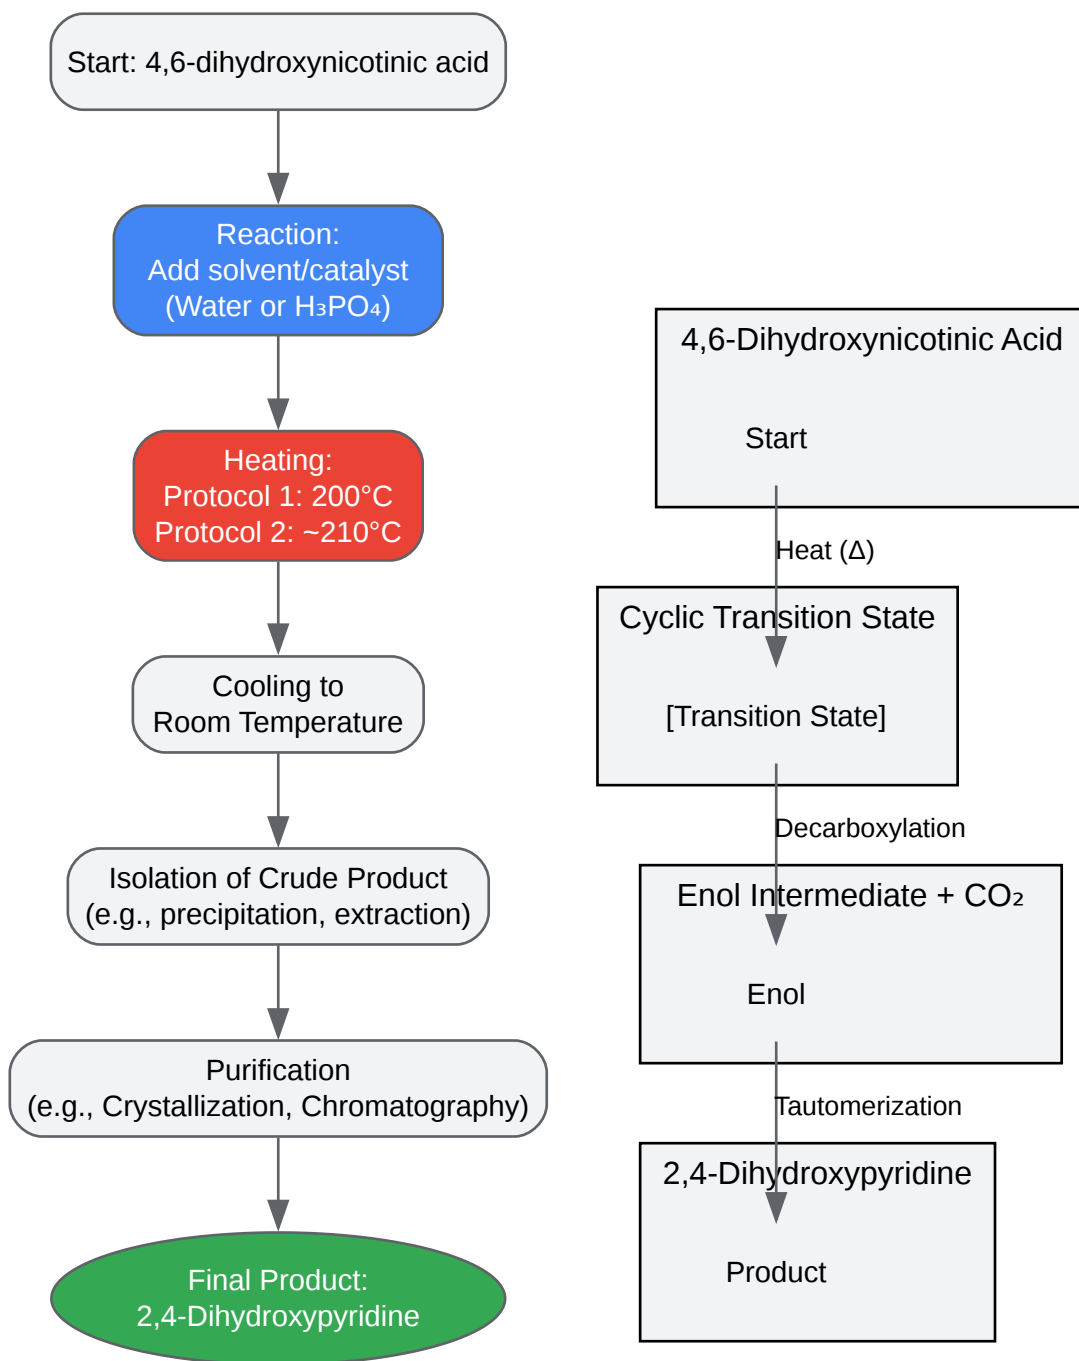 Start: 4,6-dihydroxynicotinic acid
Reaction:
Add solvent/catalyst
(Water or H₃PO₄)
Heating:
Protocol 1: 200°C
Protocol 2: ~210°C
Cooling to
Room Temperature
Isolation of Crude Product
(e.g., precipitation, extraction)
Purification
(e.g., Crystallization, Chromatography)
Final Product:
2,4-Dihydroxypyridine
4,6-Dihydroxynicotinic Acid
Start
Heat (Δ)
Cyclic Transition State
[Transition State]
Decarboxylation
Enol Intermediate + CO₂
Enol
Tautomerization
2,4-Dihydroxypyridine
Product